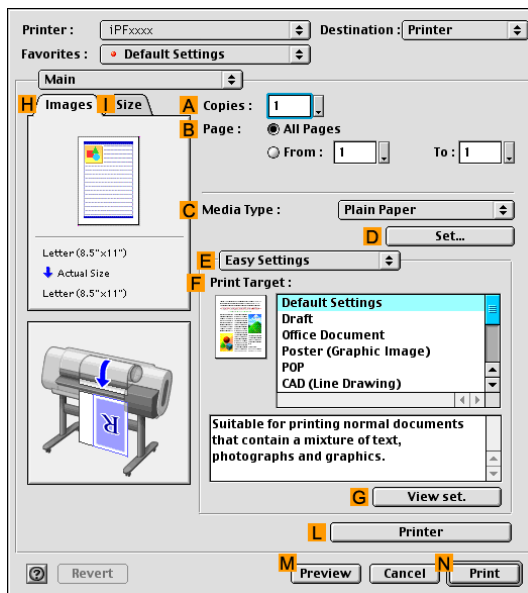 Printer : iPFxxxx Destination : Printer
Favorites : Default Settings
Main
H Images I Size
A Copies : 1
B Page : All Pages
From : 1 To : 1
C Media Type : Plain Paper
D Set...
Letter (8.5"x11")
Actual Size
Letter (8.5"x11")
E Easy Settings
F Print Target :
Default Settings
Draft
Office Document
Poster (Graphic Image)
POP
CAD (Line Drawing)
R
Suitable for printing normal documents
that contain a mixture of text,
photographs and graphics.
G View set.
L Printer
? Revert M Preview Cancel N Print